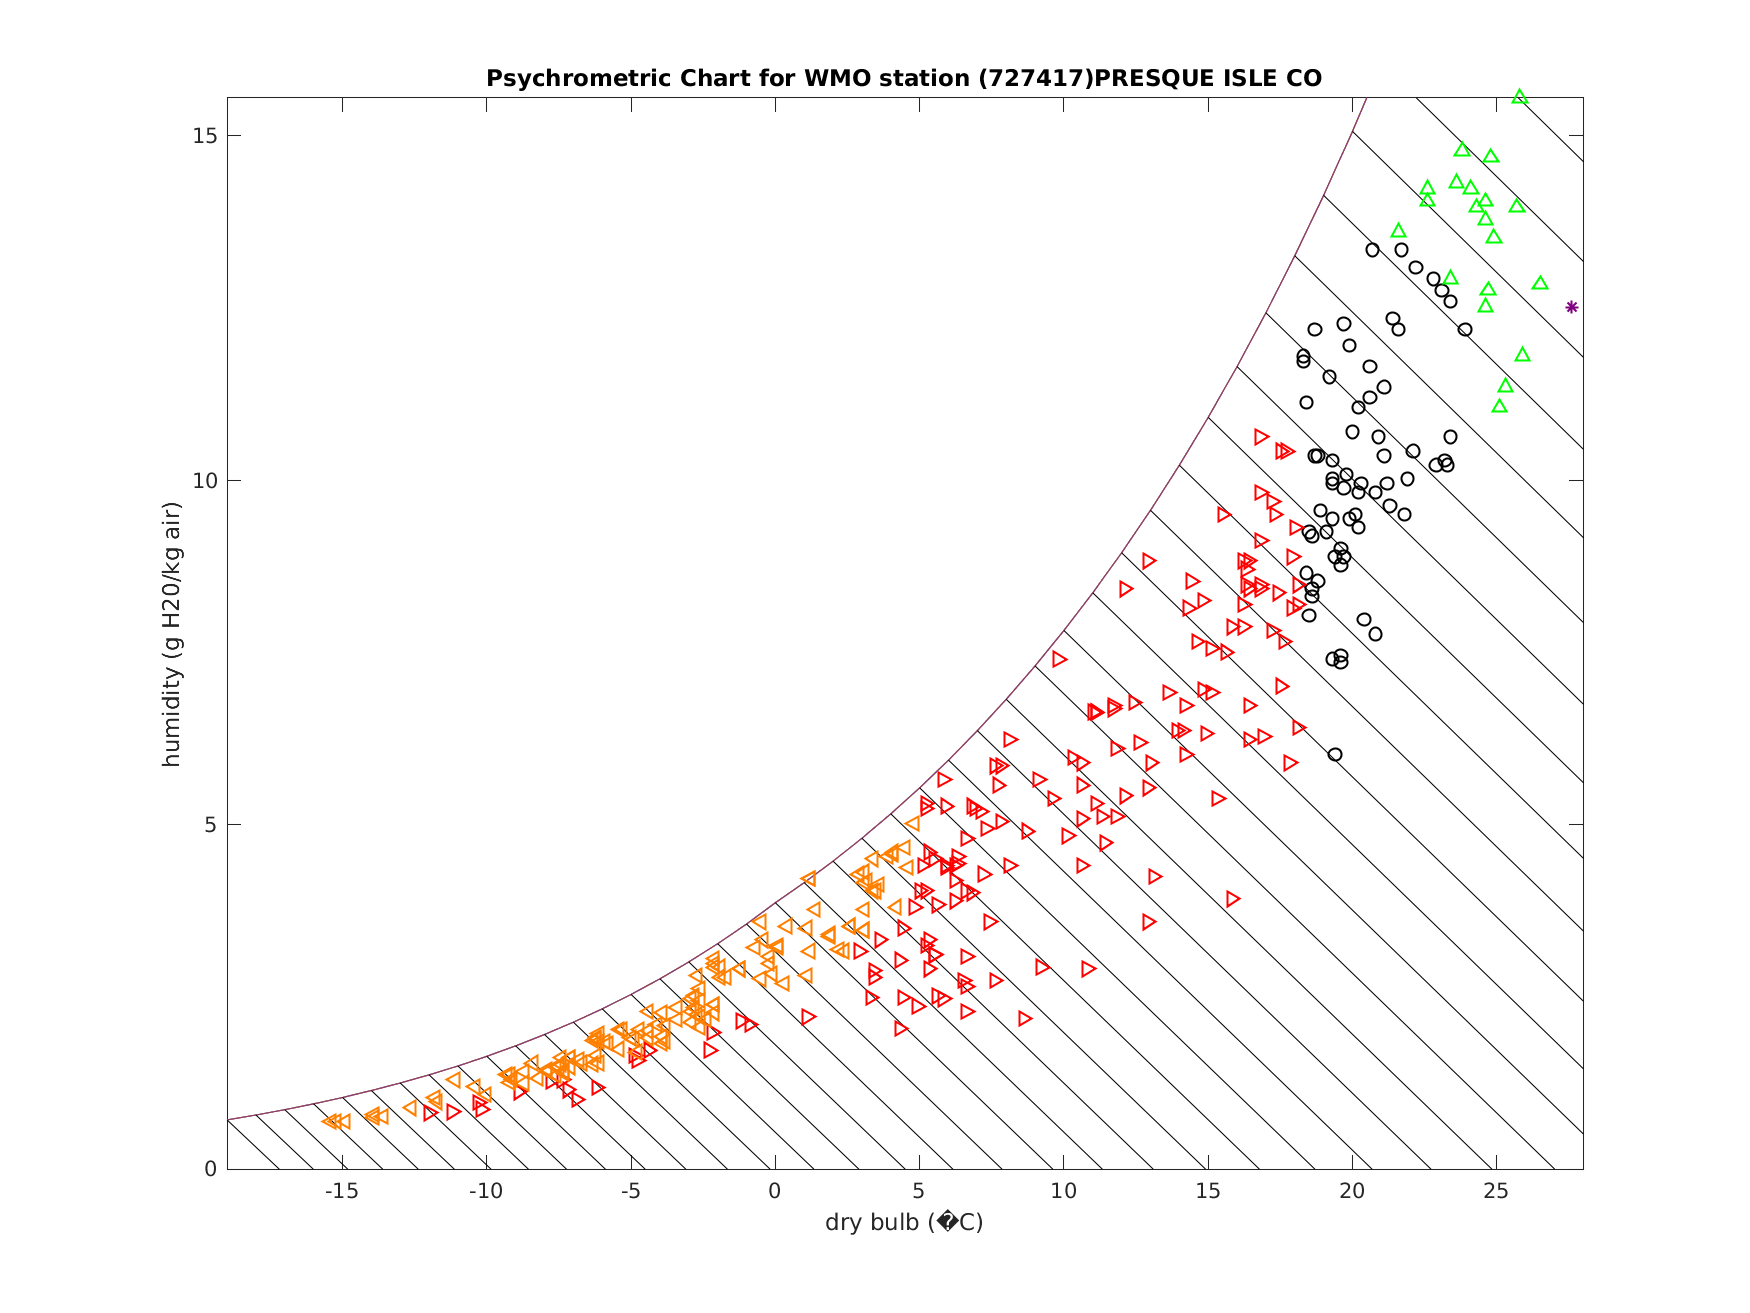 Psychrometric Chart for WMO station (727417)PRESQUE ISLE CO
humidity (g H20/kg air)
15
10
5
0
-15 -10 -5 0 5 10 15 20 25
dry bulb (�C)